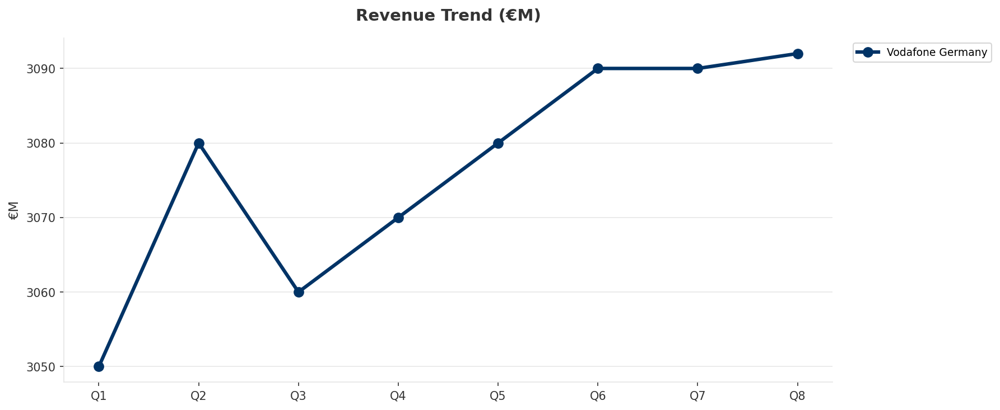 Revenue Trend (€M)
Vodafone Germany
€M
3090
3080
3070
3060
3050
Q1 Q2 Q3 Q4 Q5 Q6 Q7 Q8